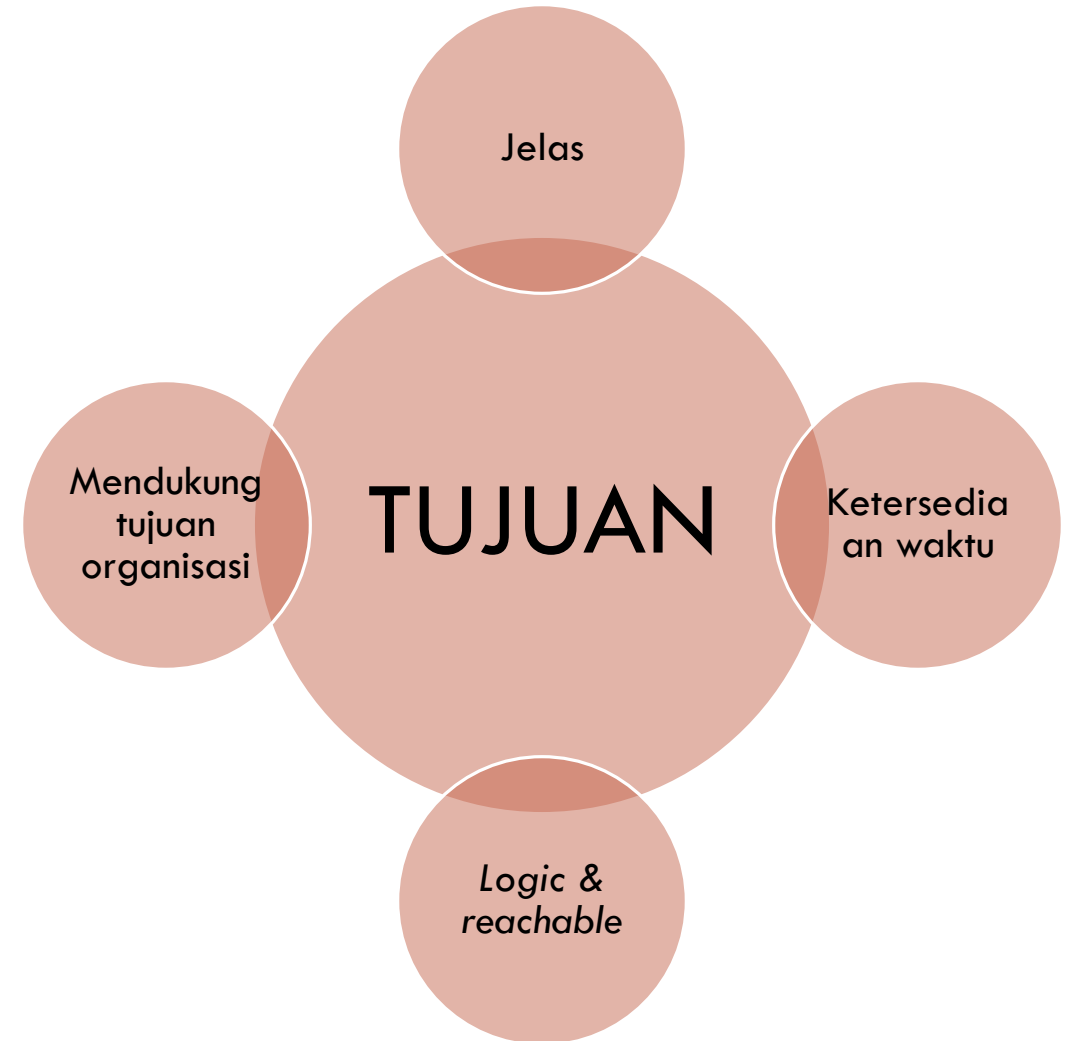 Jelas
Mendukung
tujuan
organisasi
TUJUAN
Ketersedia
an waktu
Logic &
reachable